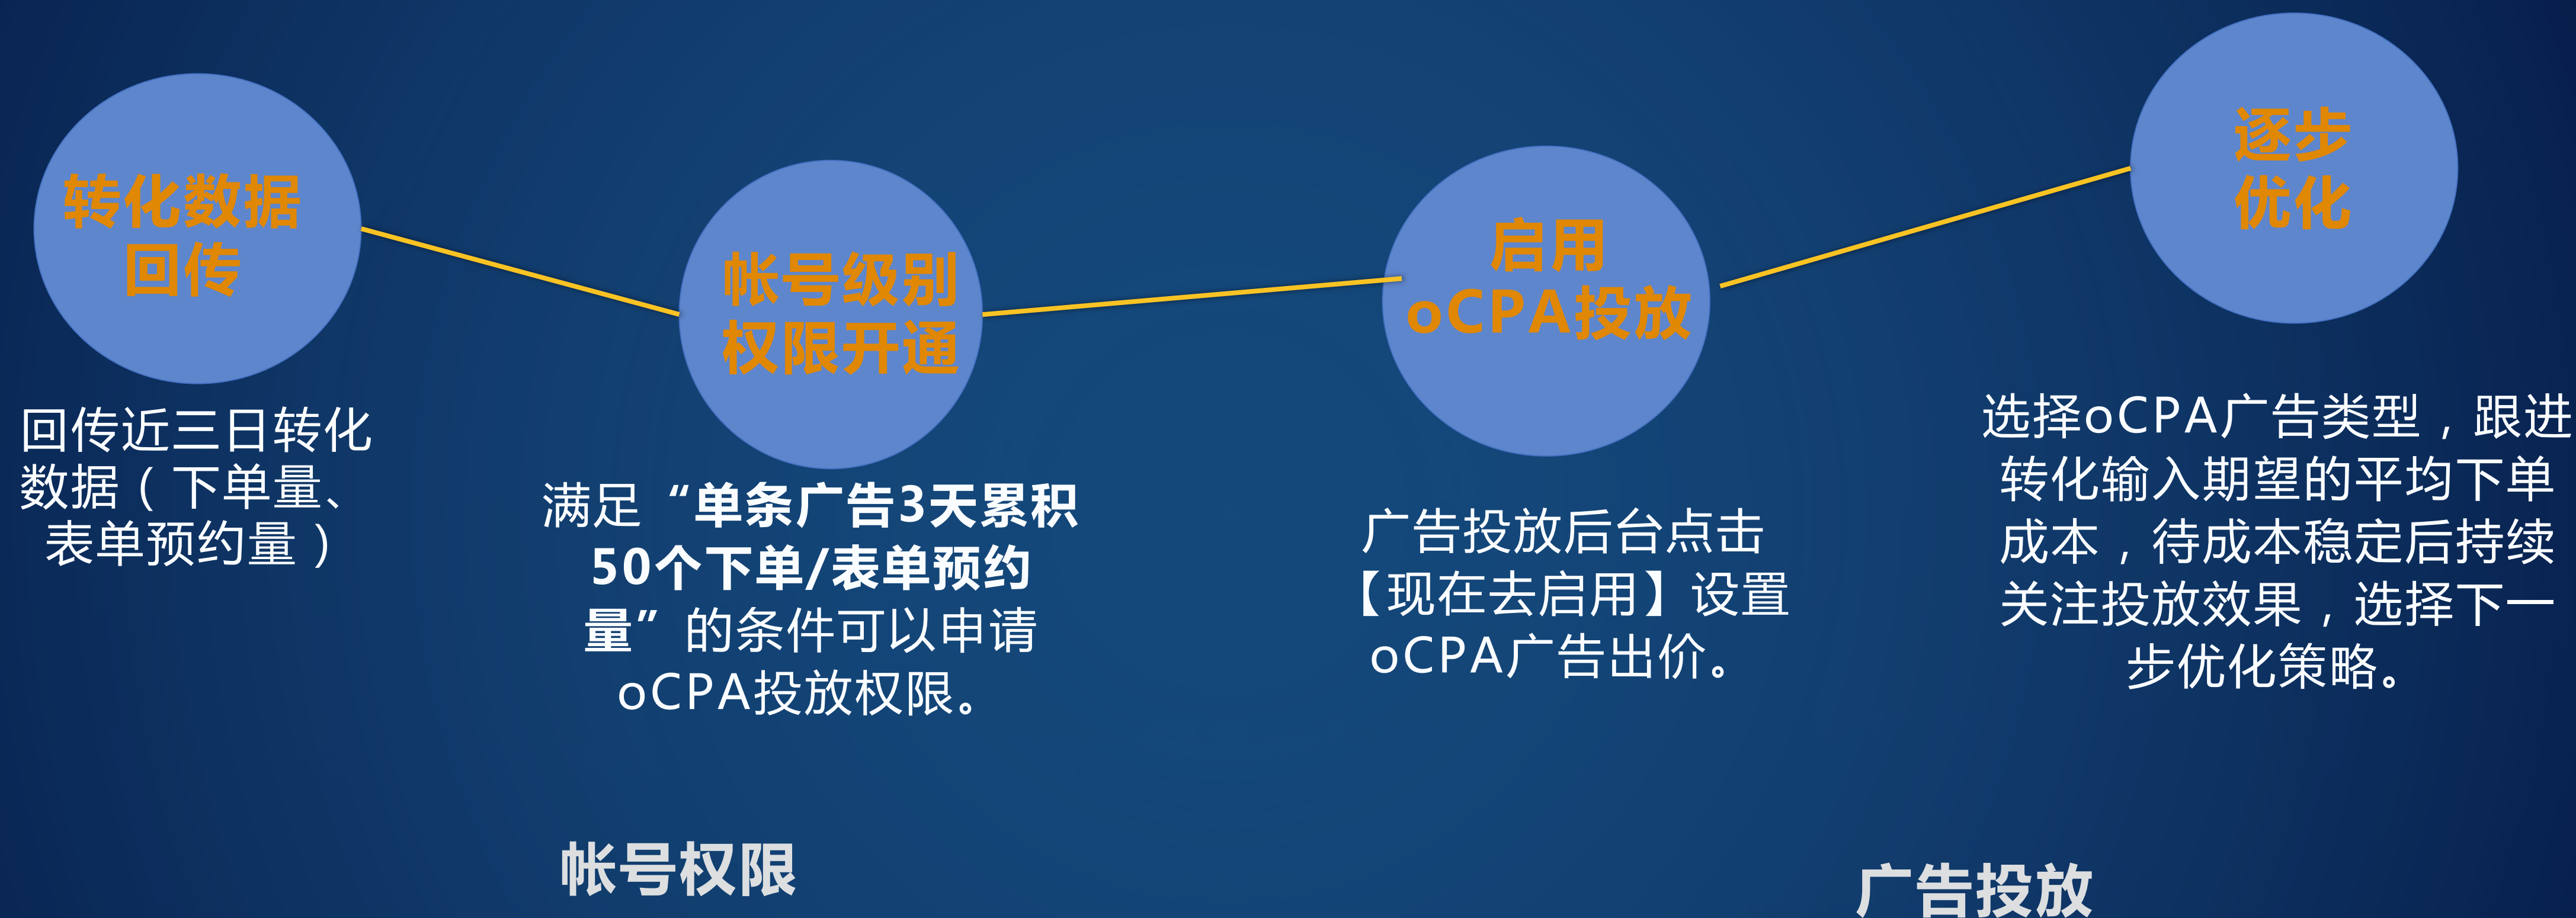 转化数据
回传
回传近三日转化
数据（下单量、
表单预约量）
帐号级别
权限开通
满足“单条广告3天累积
50个下单/表单预约
量”的条件可以申请
oCPA投放权限。
启用
oCPA投放
广告投放后台点击
【现在去启用】设置
oCPA广告出价。
逐步
优化
选择oCPA广告类型，跟进
转化输入期望的平均下单
成本，待成本稳定后持续
关注投放效果，选择下一
步优化策略。
帐号权限
广告投放